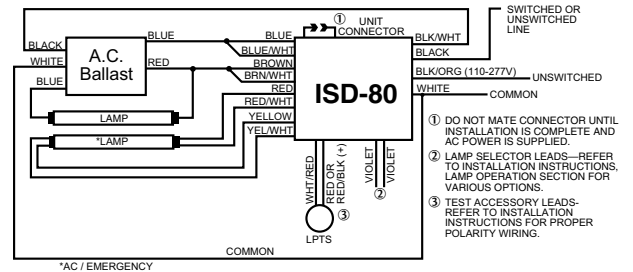 ① UNIT CONNECTOR
SWITCHED OR
UNSWITCHED
LINE
BLACK
WHITE
BLUE
A.C.
Ballast
BLUE
RED
BLUE
BLUE/WHT
BROWN
BRN/WHT
RED
RED/WHT
YELLOW
YEL/WHT
ISD-80
BLK/WHT
BLACK
BLK/ORG (110-277V)
UNSWITCHED
WHITE
COMMON
LAMP
*LAMP
WHT/RED
RED OR
RED/BLK (+)
③
LPTS
VIOLET
VIOLET
②
① DO NOT MATE CONNECTOR UNTIL
INSTALLATION IS COMPLETE AND
AC POWER IS SUPPLIED.
② LAMP SELECTOR LEADS—REFER
TO INSTALLATION INSTRUCTIONS,
LAMP OPERATION SECTION FOR
VARIOUS OPTIONS.
③ TEST ACCESSORY LEADS-
REFER TO INSTALLATION
INSTRUCTIONS FOR PROPER
POLARITY WIRING.
COMMON
*AC / EMERGENCY